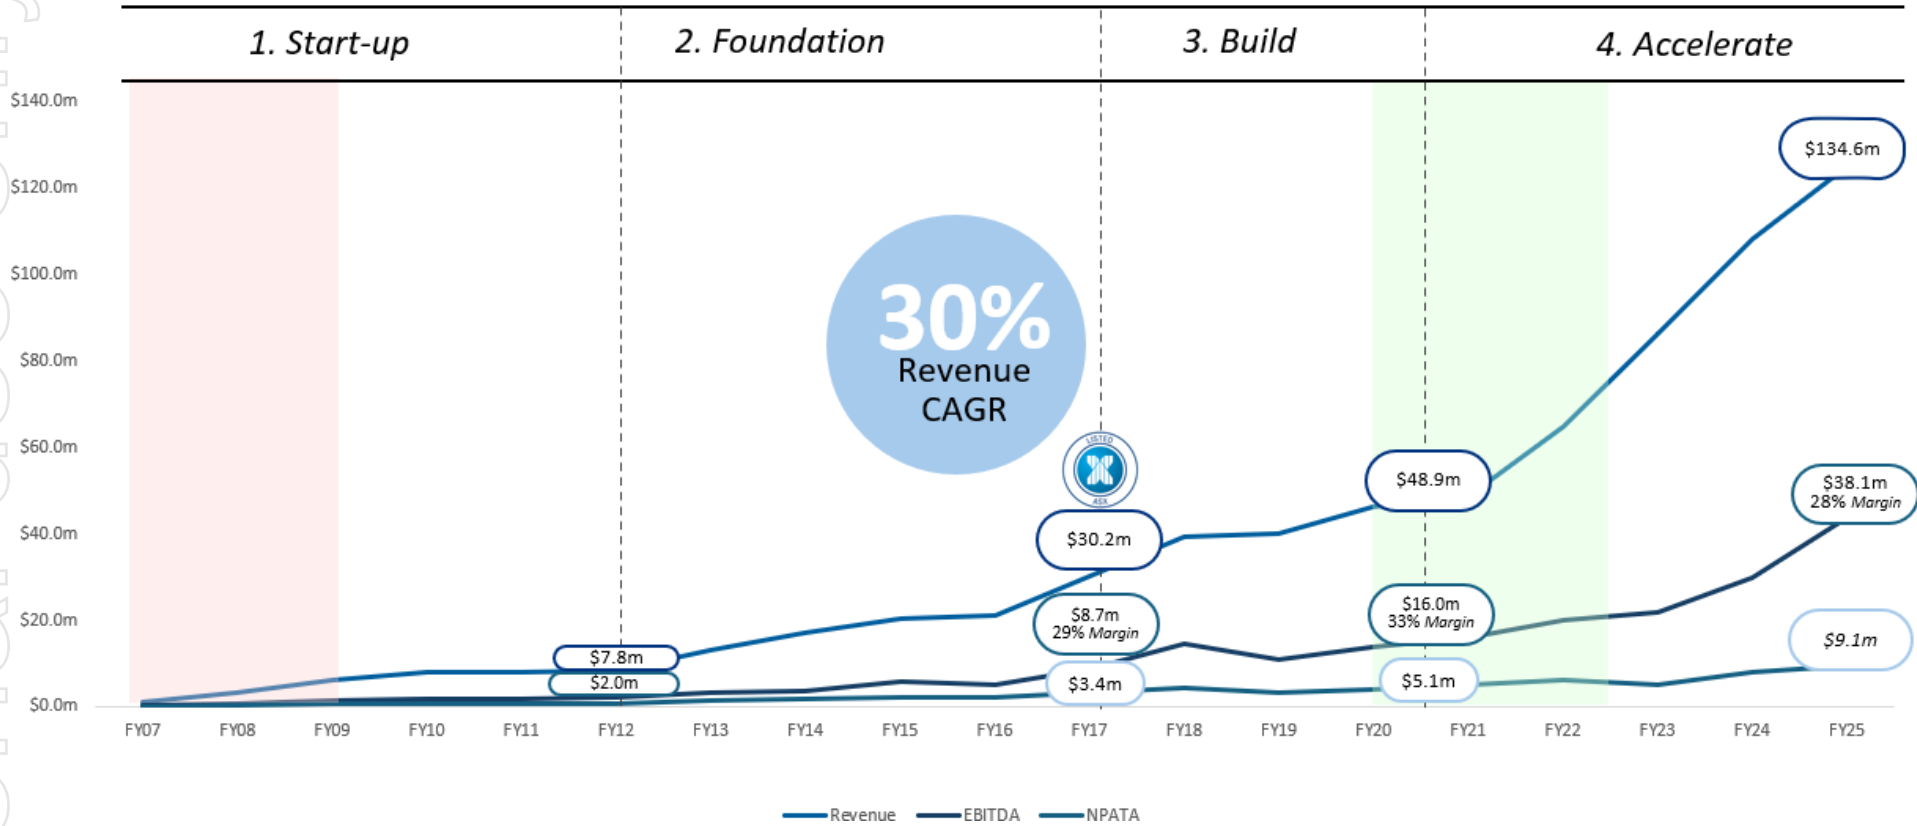 1. Start-up
2. Foundation
3. Build
4. Accelerate
$140.0m
$120.0m
$100.0m
$80.0m
$60.0m
$40.0m
$20.0m
$0.0m
30%
Revenue
CAGR
LISTED
ASX
$7.8m
$2.0m
$30.2m
$8.7m
29% Margin
$3.4m
$48.9m
$16.0m
33% Margin
$5.1m
$134.6m
$38.1m
28% Margin
$9.1m
FY07
FY08
FY09
FY10
FY11
FY12
FY13
FY14
FY15
FY16
FY17
FY18
FY19
FY20
FY21
FY22
FY23
FY24
FY25
Revenue
EBITDA
NPATA